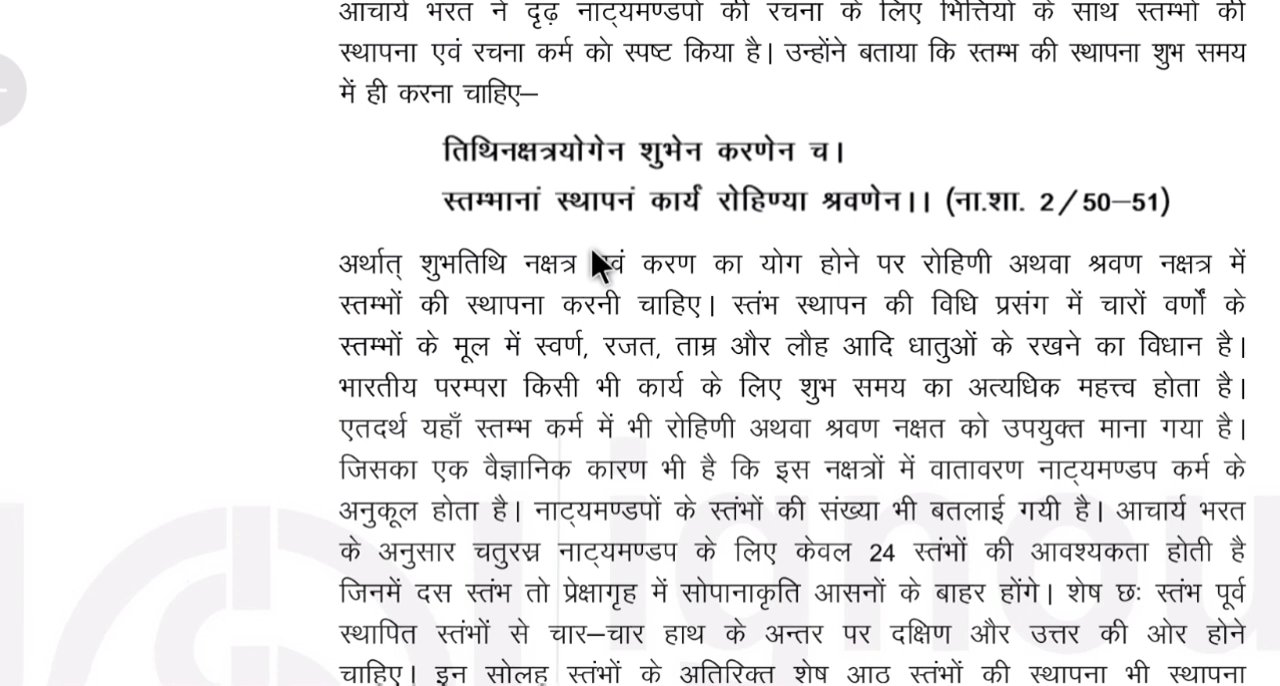 आचार्य भरत ने दृढ़ नाट्यमण्डपों की रचना के लिए भित्तियों के साथ स्तम्भों की
स्थापना एवं रचना कर्म को स्पष्ट किया है। उन्होंने बताया कि स्तम्भ की स्थापना शुभ समय
में ही करना चाहिए–
तिथिनक्षत्रयोगेन शुभेन करणेन च।
स्तम्भानां स्थापनं कार्यं रोहिण्या श्रवणेन।। (ना.शा. 2/50–51)
अर्थात् शुभतिथि नक्षत्र करण का योग होने पर रोहिणी अथवा श्रवण नक्षत्र में
स्तम्भों की स्थापना करनी चाहिए। स्तंभ स्थापन की विधि प्रसंग में चारों वर्णों के
स्तम्भों के मूल में स्वर्ण, रजत, ताम्र और लौह आदि धातुओं के रखने का विधान है।
भारतीय परम्परा किसी भी कार्य के लिए शुभ समय का अत्यधिक महत्त्व होता है।
एतदर्थ यहाँ स्तम्भ कर्म में भी रोहिणी अथवा श्रवण नक्षत को उपयुक्त माना गया है।
जिसका एक वैज्ञानिक कारण भी है कि इस नक्षत्रों में वातावरण नाट्यमण्डप कर्म के
अनुकूल होता है। नाट्यमण्डपों के स्तंभों की संख्या भी बतलाई गयी है। आचार्य भरत
के अनुसार चतुरस्र नाट्यमण्डप के लिए केवल 24 स्तंभों की आवश्यकता होती है
जिनमें दस स्तंभ तो प्रेक्षागृह में सोपानाकृति आसनों के बाहर होंगे। शेष छः स्तंभ पूर्व
स्थापित स्तंभों से चार–चार हाथ के अन्तर पर दक्षिण और उत्तर की ओर होने
चाहिए। इन सोलह स्तंभों के अतिरिक्त शेष आठ स्तंभों की स्थापना भी स्थापना
ignou